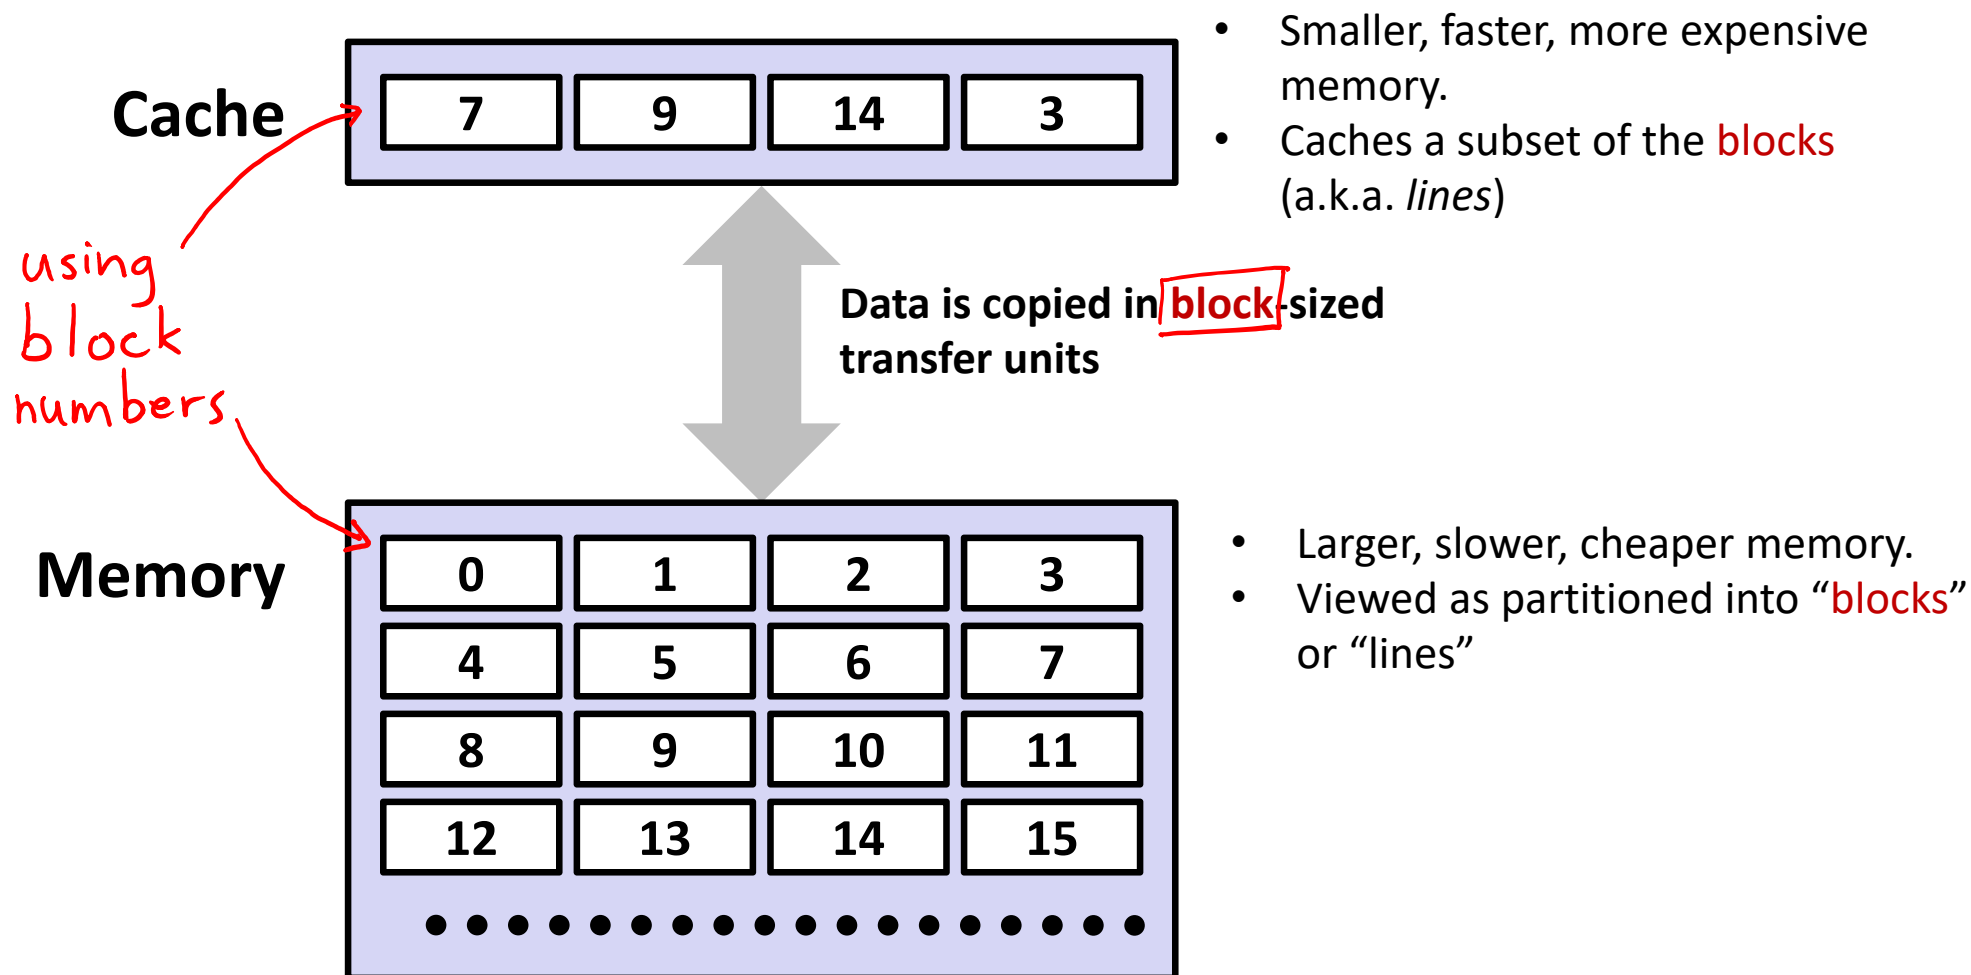 Cache
7 9 14 3
• Smaller, faster, more expensive
memory.
• Caches a subset of the blocks
(a.k.a. lines)
using
block
numbers
Data is copied in block-sized
transfer units
Memory
0 1 2 3
4 5 6 7
8 9 10 11
12 13 14 15
• Larger, slower, cheaper memory.
• Viewed as partitioned into “blocks”
or “lines”